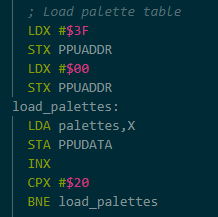 ; Load palette table
LDX #$3F
STX PPUADDR
LDX #$00
STX PPUADDR
load_palettes:
LDA palettes,X
STA PPUDATA
INX
CPX #$20
BNE load_palettes